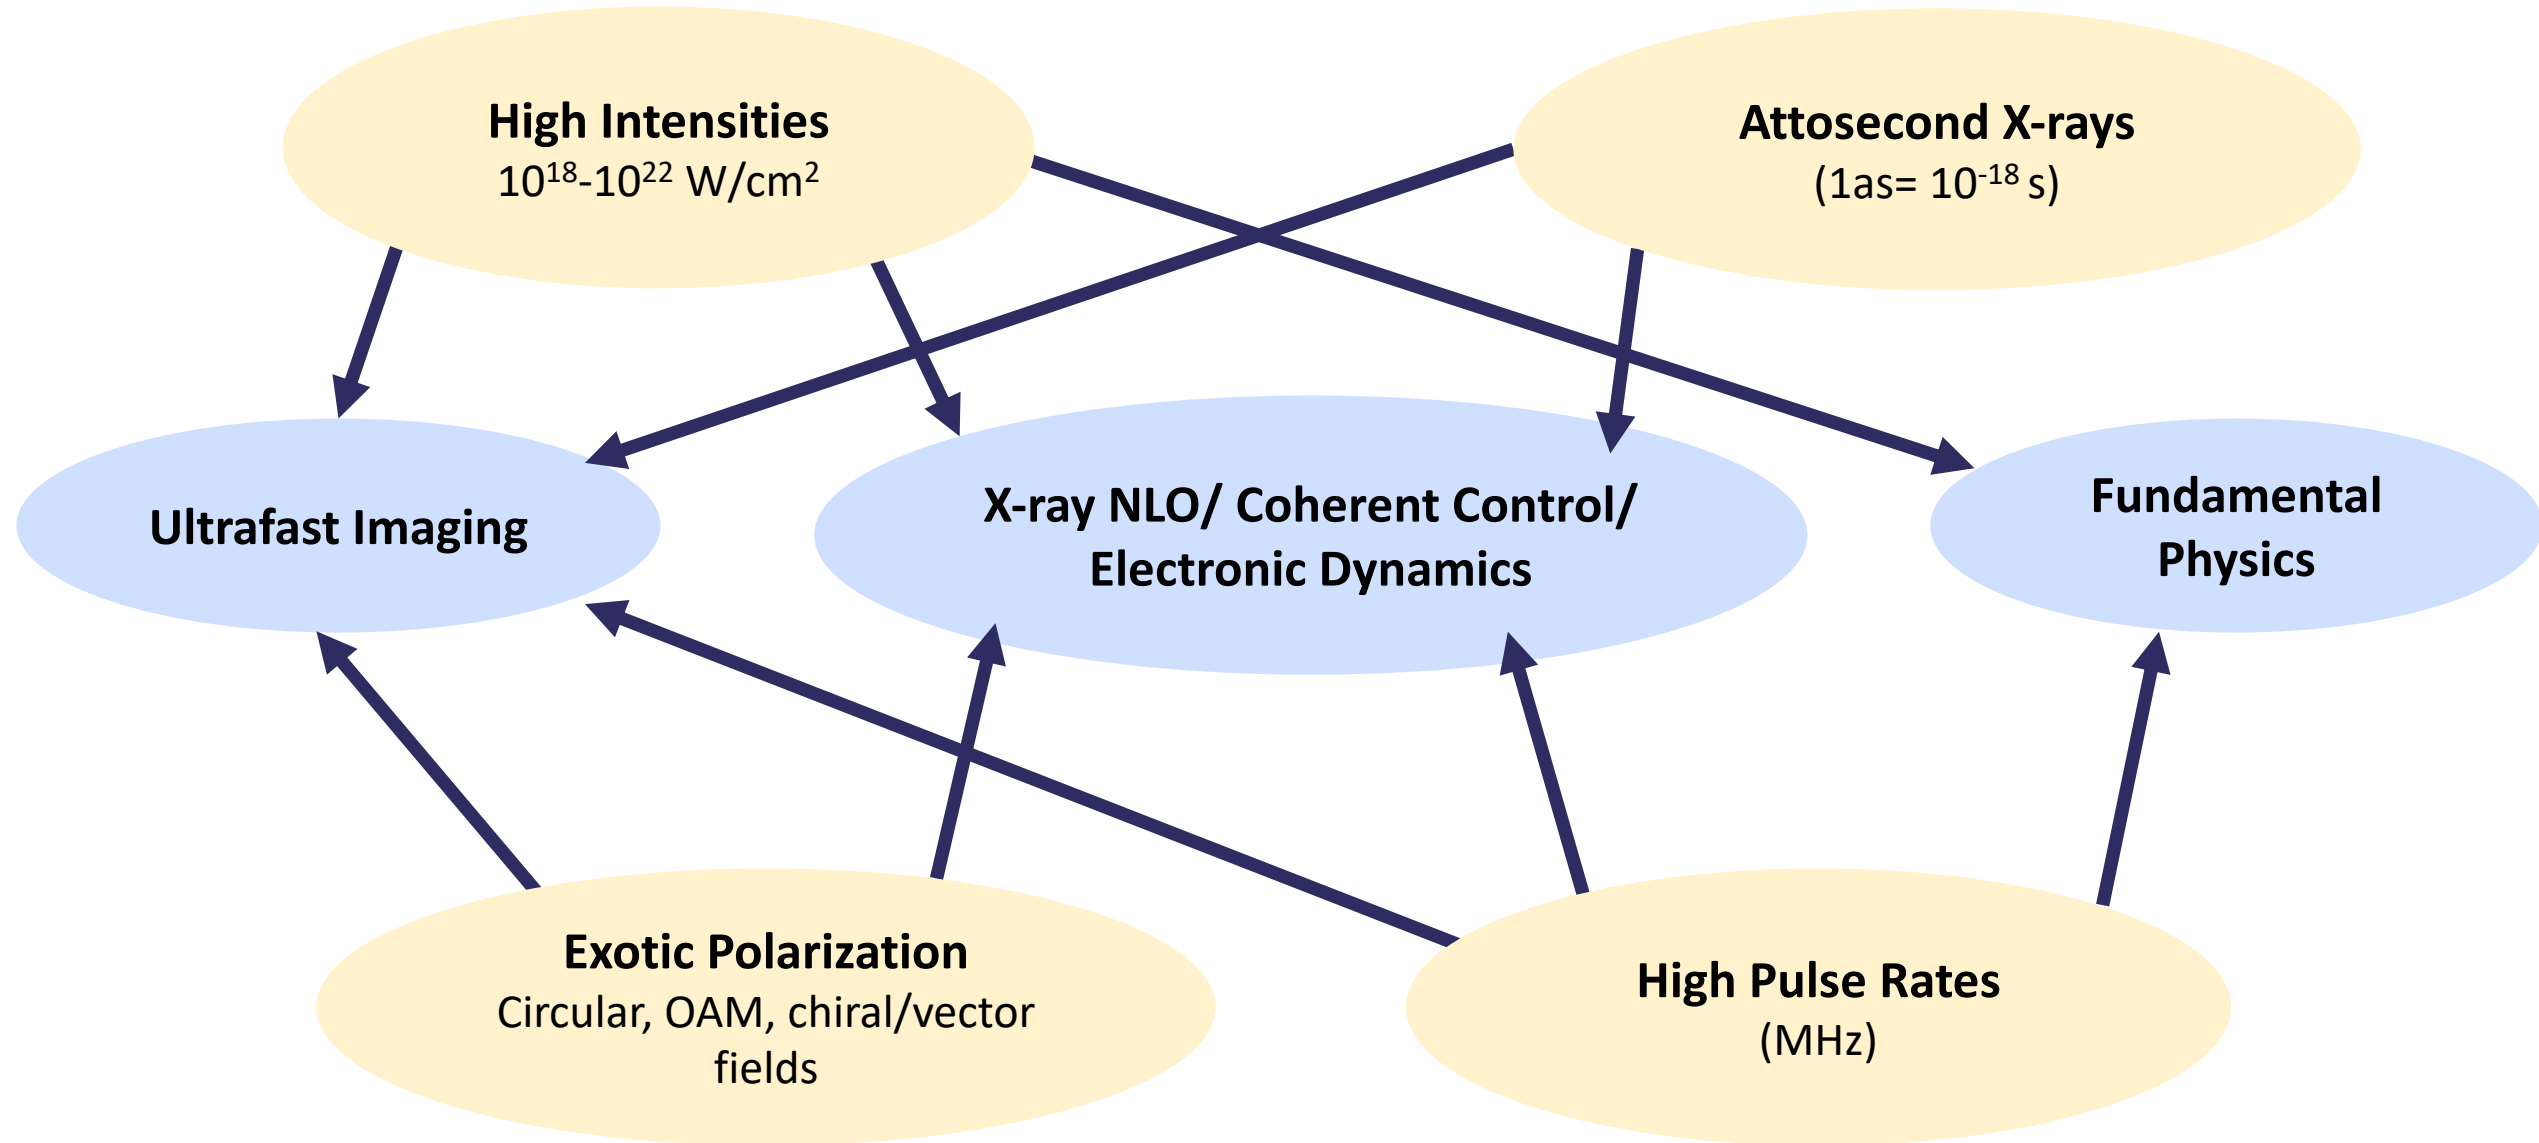 High Intensities
10¹⁸-10²² W/cm²
Attosecond X-rays
(1as= 10⁻¹⁸ s)
Ultrafast Imaging
X-ray NLO/ Coherent Control/
Electronic Dynamics
Fundamental
Physics
Exotic Polarization
Circular, OAM, chiral/vector
fields
High Pulse Rates
(MHz)